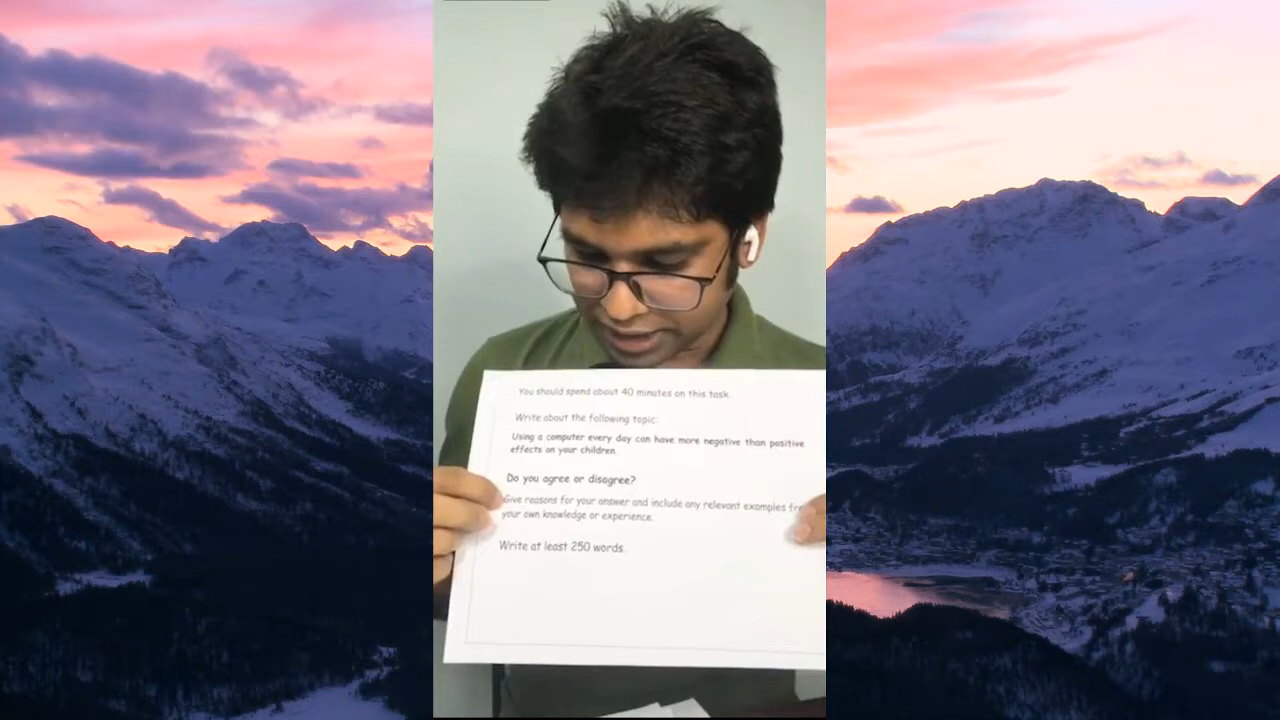 You should spend about 40 minutes on this task.
Write about the following topic:
Using a computer every day can have more negative than positive
effects on your children.
Do you agree or disagree?
Give reasons for your answer and include any relevant examples
your own knowledge or experience.
Write at least 250 words.